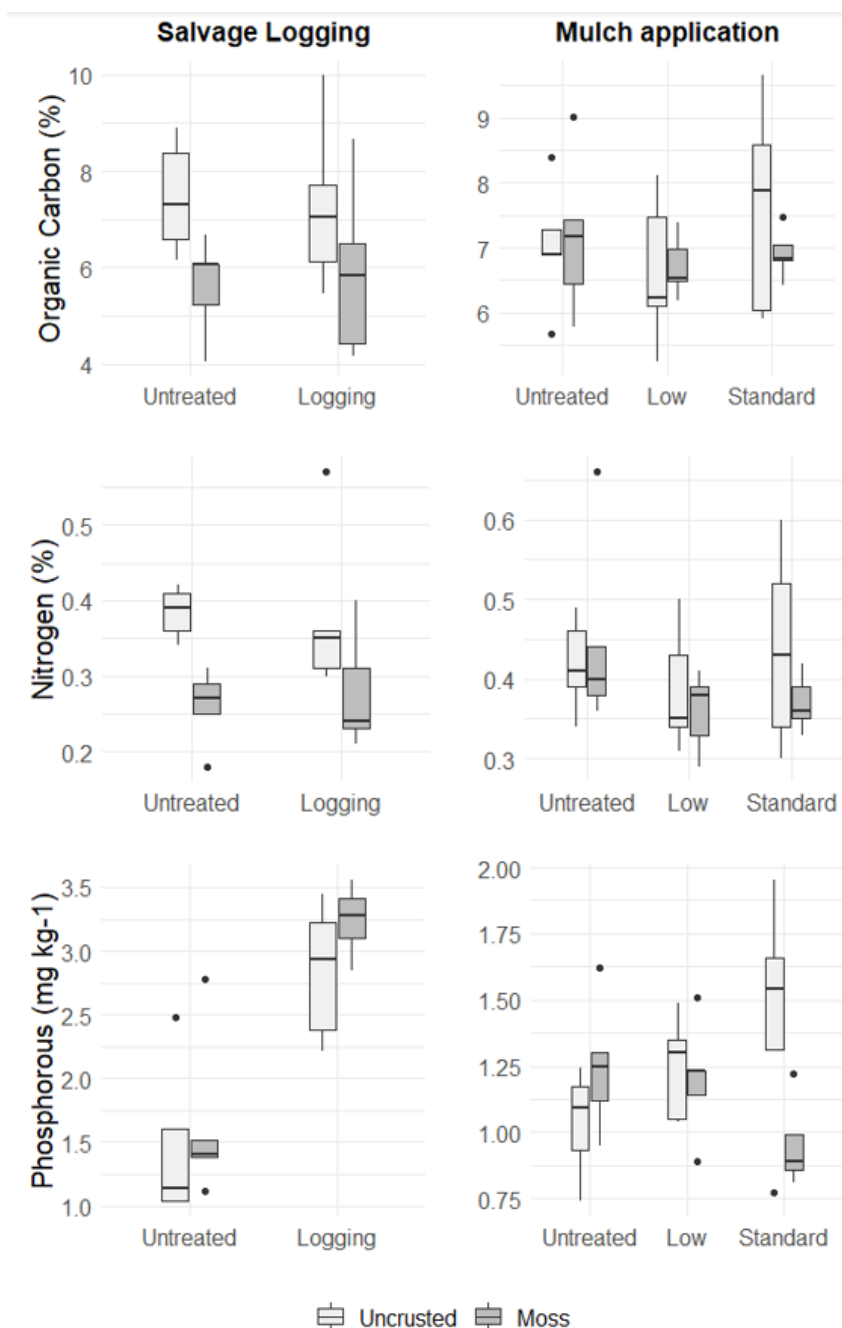 Salvage Logging
Mulch application
Organic Carbon (%)
10
8
6
4
Untreated
Logging
9
8
7
6
Untreated
Low
Standard
Nitrogen (%)
0.5
0.4
0.3
0.2
Untreated
Logging
0.6
0.5
0.4
0.3
Untreated
Low
Standard
Phosphorous (mg kg-1)
3.5
3.0
2.5
2.0
1.5
1.0
Untreated
Logging
2.00
1.75
1.50
1.25
1.00
0.75
Untreated
Low
Standard
Uncrusted
Moss